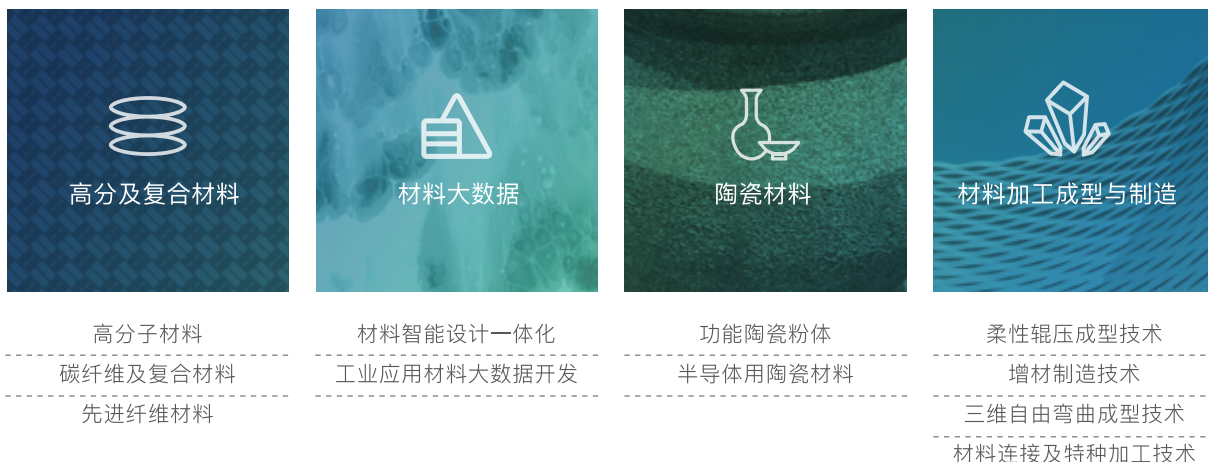 高分及复合材料
材料大数据
陶瓷材料
材料加工成型与制造
高分子材料
碳纤维及复合材料
先进纤维材料
材料智能设计一体化
工业应用材料大数据开发
功能陶瓷粉体
半导体用陶瓷材料
柔性辊压成型技术
增材制造技术
三维自由弯曲成型技术
材料连接及特种加工技术